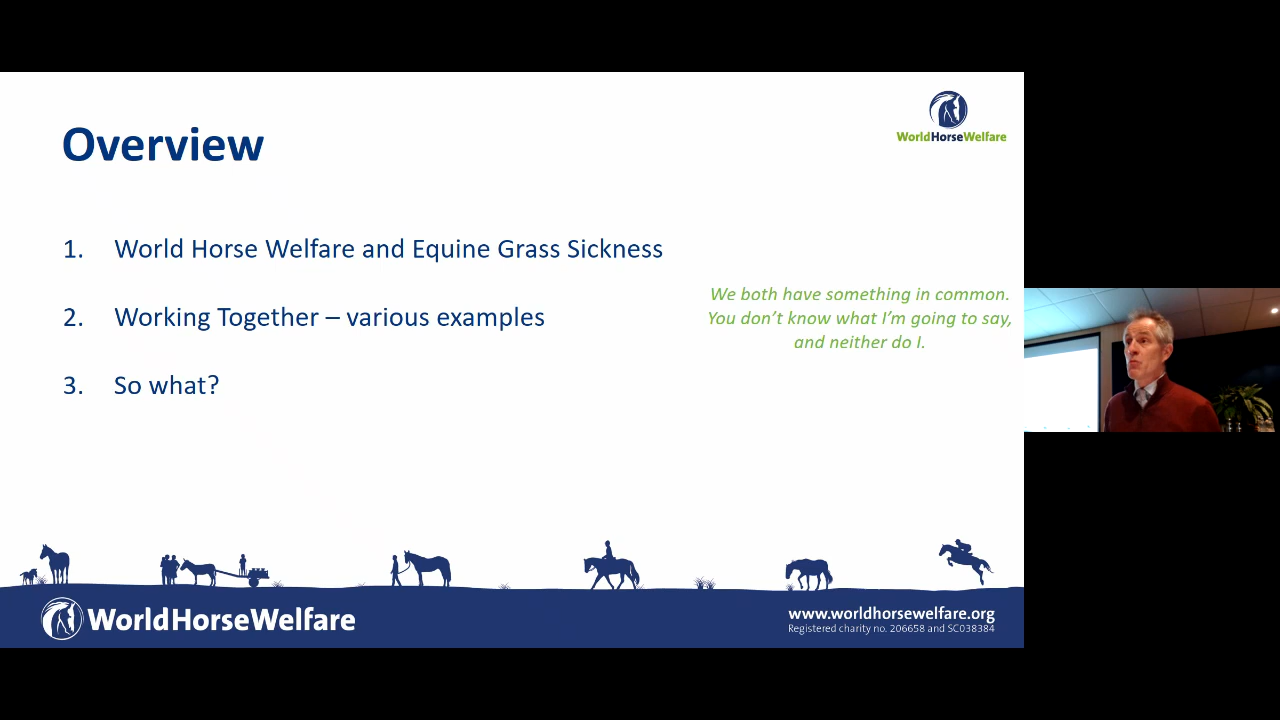 Overview
WorldHorseWelfare
1. World Horse Welfare and Equine Grass Sickness
We both have something in common.
You don't know what I'm going to say,
and neither do I.
2. Working Together – various examples
3. So what?
WorldHorseWelfare
www.worldhorsewelfare.org
Registered charity no. 206658 and SC038384